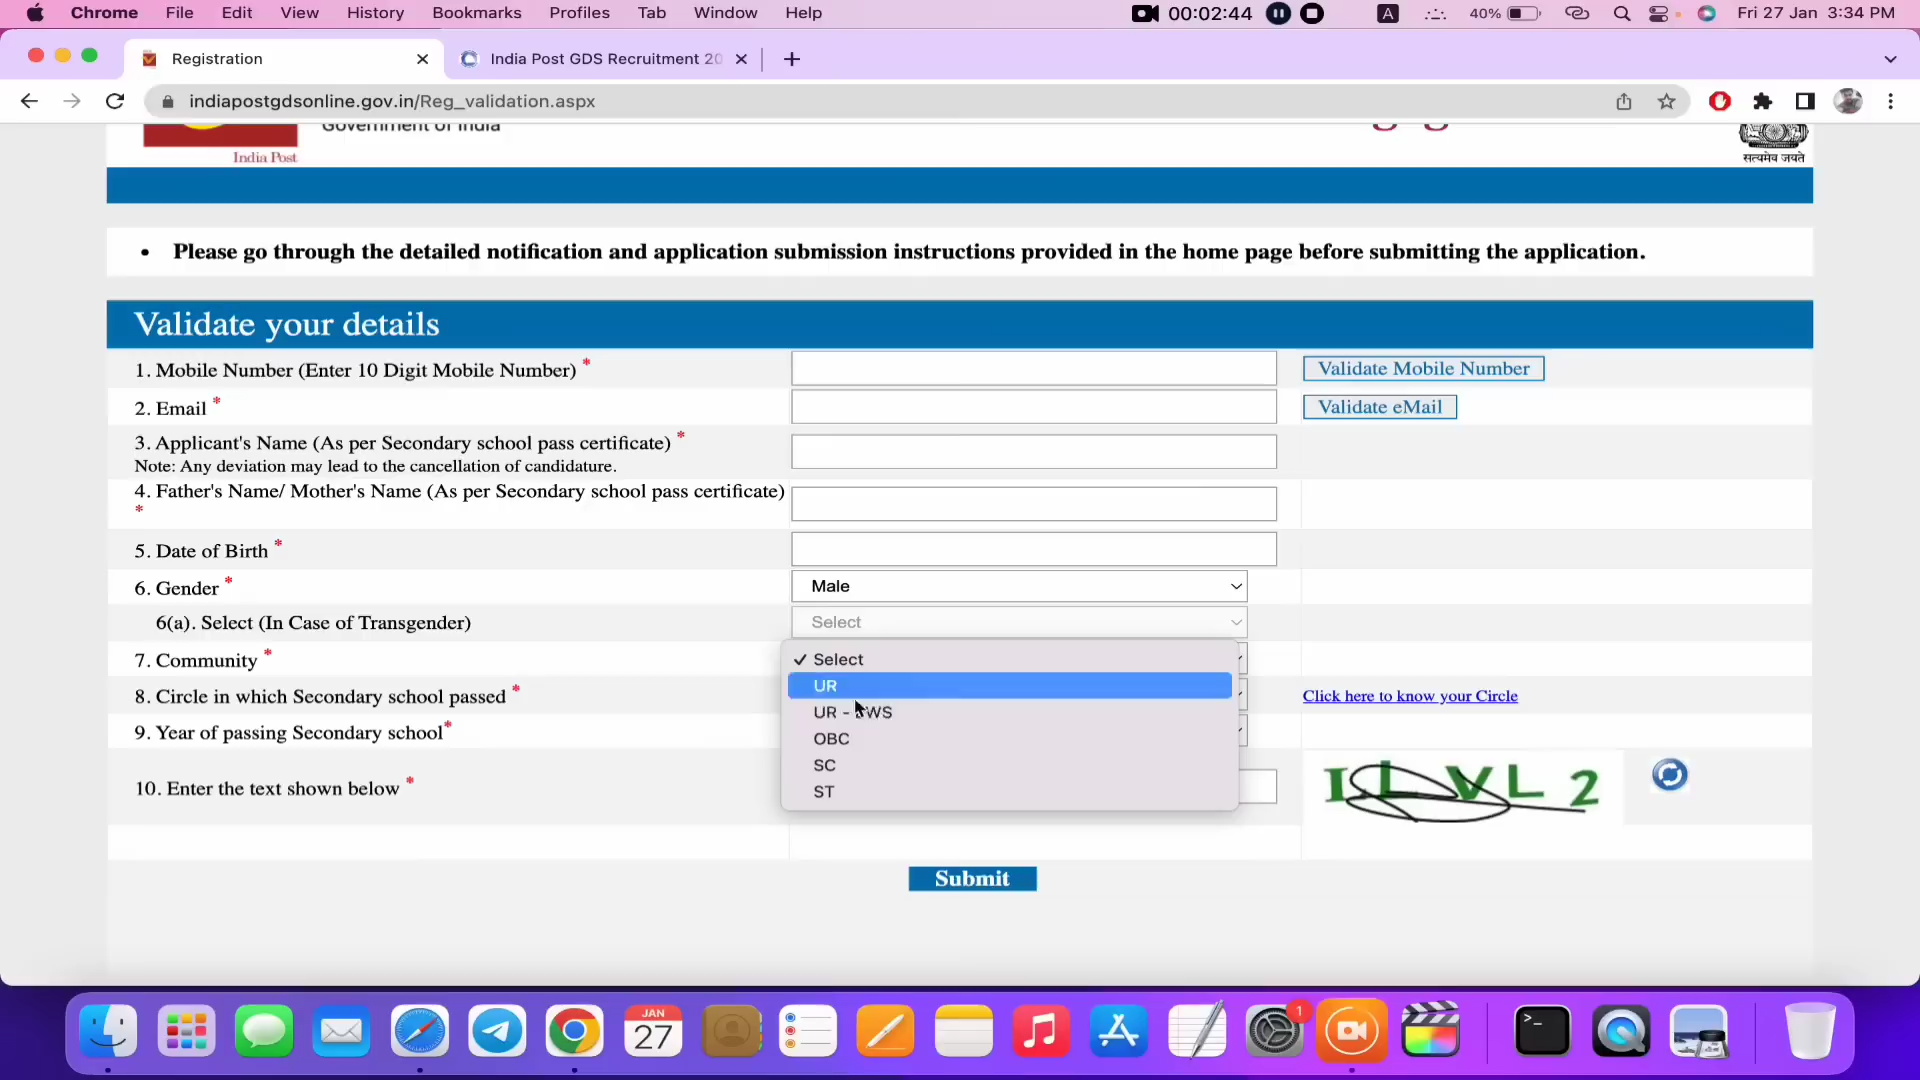 Chrome File Edit View History Bookmarks Profiles Tab Window Help 00:02:44 A 40% Fri 27 Jan 3:34 PM
Registration
India Post GDS Recruitment 20
indiapostgdsonline.gov.in/Reg_validation.aspx
Government of India
India Post
सत्यमेव जयते
• Please go through the detailed notification and application submission instructions provided in the home page before submitting the application.
Validate your details
1. Mobile Number (Enter 10 Digit Mobile Number) *
Validate Mobile Number
2. Email *
Validate eMail
3. Applicant's Name (As per Secondary school pass certificate) *
Note: Any deviation may lead to the cancellation of candidature.
4. Father's Name/ Mother's Name (As per Secondary school pass certificate)
*
5. Date of Birth *
6. Gender *
Male
6(a). Select (In Case of Transgender)
Select
7. Community *
✓ Select
UR
UR - WS
OBC
SC
ST
8. Circle in which Secondary school passed *
Click here to know your Circle
9. Year of passing Secondary school*
10. Enter the text shown below *
Submit
JAN
27
1
>_